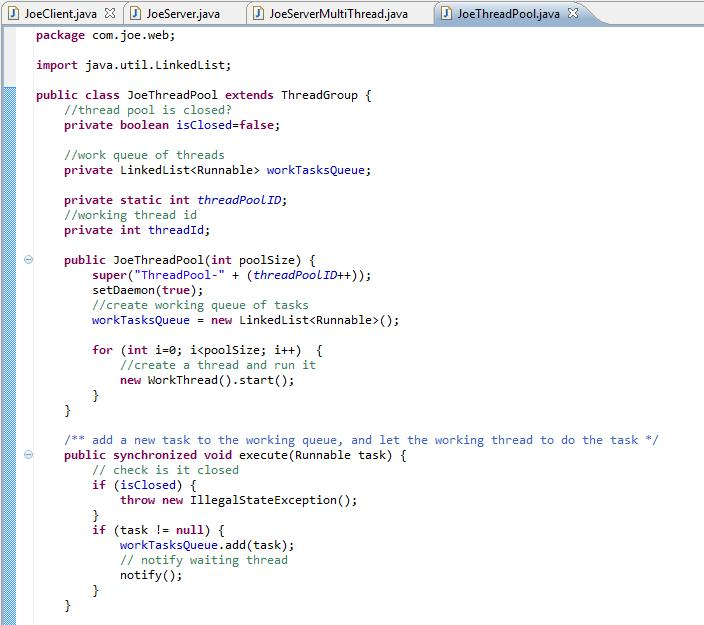 JoeClient.java JoeServer.java JoeServerMultiThread.java JoeThreadPool.java
package com.joe.web;
import java.util.LinkedList;
public class JoeThreadPool extends ThreadGroup {
//thread pool is closed?
private boolean isClosed=false;
//work queue of threads
private LinkedList<Runnable> workTasksQueue;
private static int threadPoolID;
//working thread id
private int threadId;
public JoeThreadPool(int poolSize) {
super("ThreadPool-" + (threadPoolID++));
setDaemon(true);
//create working queue of tasks
workTasksQueue = new LinkedList<Runnable>();
for (int i=0; i<poolSize; i++)  {
//create a thread and run it
new WorkThread().start();
}
}
/** add a new task to the working queue, and let the working thread to do the task */
public synchronized void execute(Runnable task) {
// check is it closed
if (isClosed) {
throw new IllegalStateException();
}
if (task != null) {
workTasksQueue.add(task);
// notify waiting thread
notify();
}
}